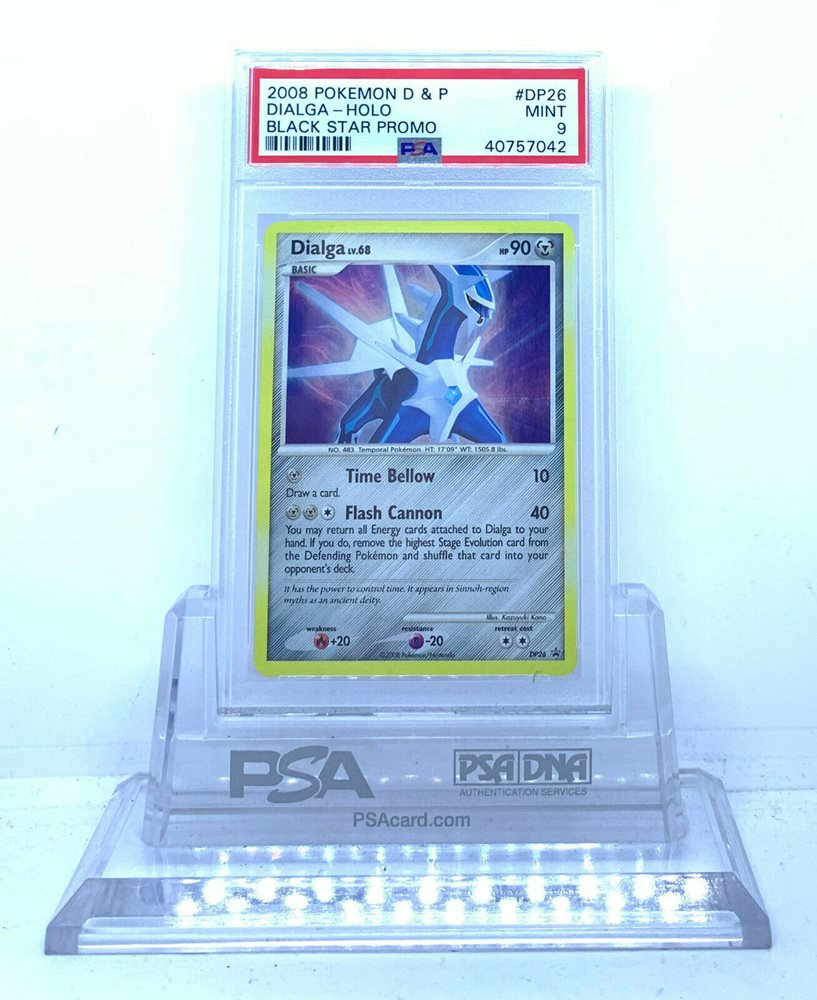 2008 POKEMON D & P #DP26
DIALGA - HOLO MINT
BLACK STAR PROMO 9
PSA 40757042
Dialga LV.68 HP 90
BASIC
NO. 483 Temporal Pokémon HT: 17'09" WT: 1505.8 lbs.
Time Bellow 10
Draw a card.
Flash Cannon 40
You may return all Energy cards attached to Dialga to your
hand. If you do, remove the highest Stage Evolution card from
the Defending Pokémon and shuffle that card into your
opponent's deck.
It has the power to control time. It appears in Sinnoh-region
myths as an ancient deity.
Illus. Kazuyuki Kano
weakness resistance retreat cost
+20 -20
©2008 Pokémon/Nintendo DP26
PSA PSA DNA
AUTHENTICATION SERVICES
PSAcard.com